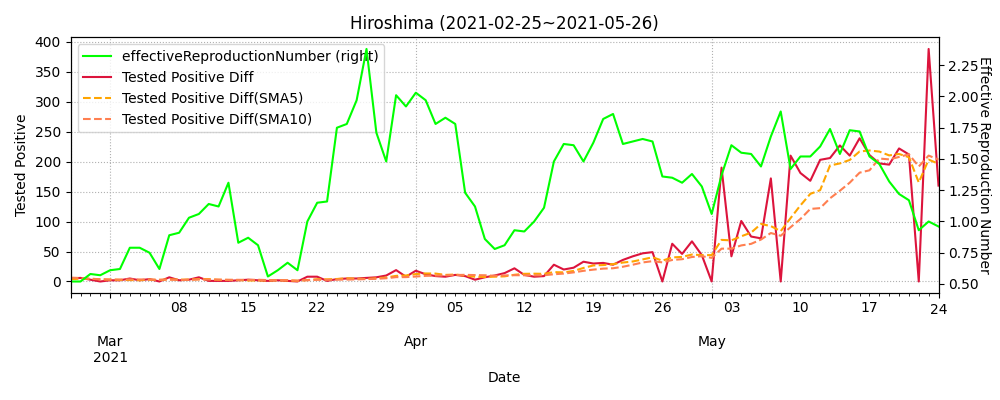 Hiroshima (2021-02-25~2021-05-26)
effectiveReproductionNumber (right)
Tested Positive Diff
Tested Positive Diff(SMA5)
Tested Positive Diff(SMA10)
Tested Positive
400
350
300
250
200
150
100
50
0
Effective Reproduction Number
2.25
2.00
1.75
1.50
1.25
1.00
0.75
0.50
08 15 22 29 05 12 19 26 03 10 17 24
Mar Apr May
2021
Date